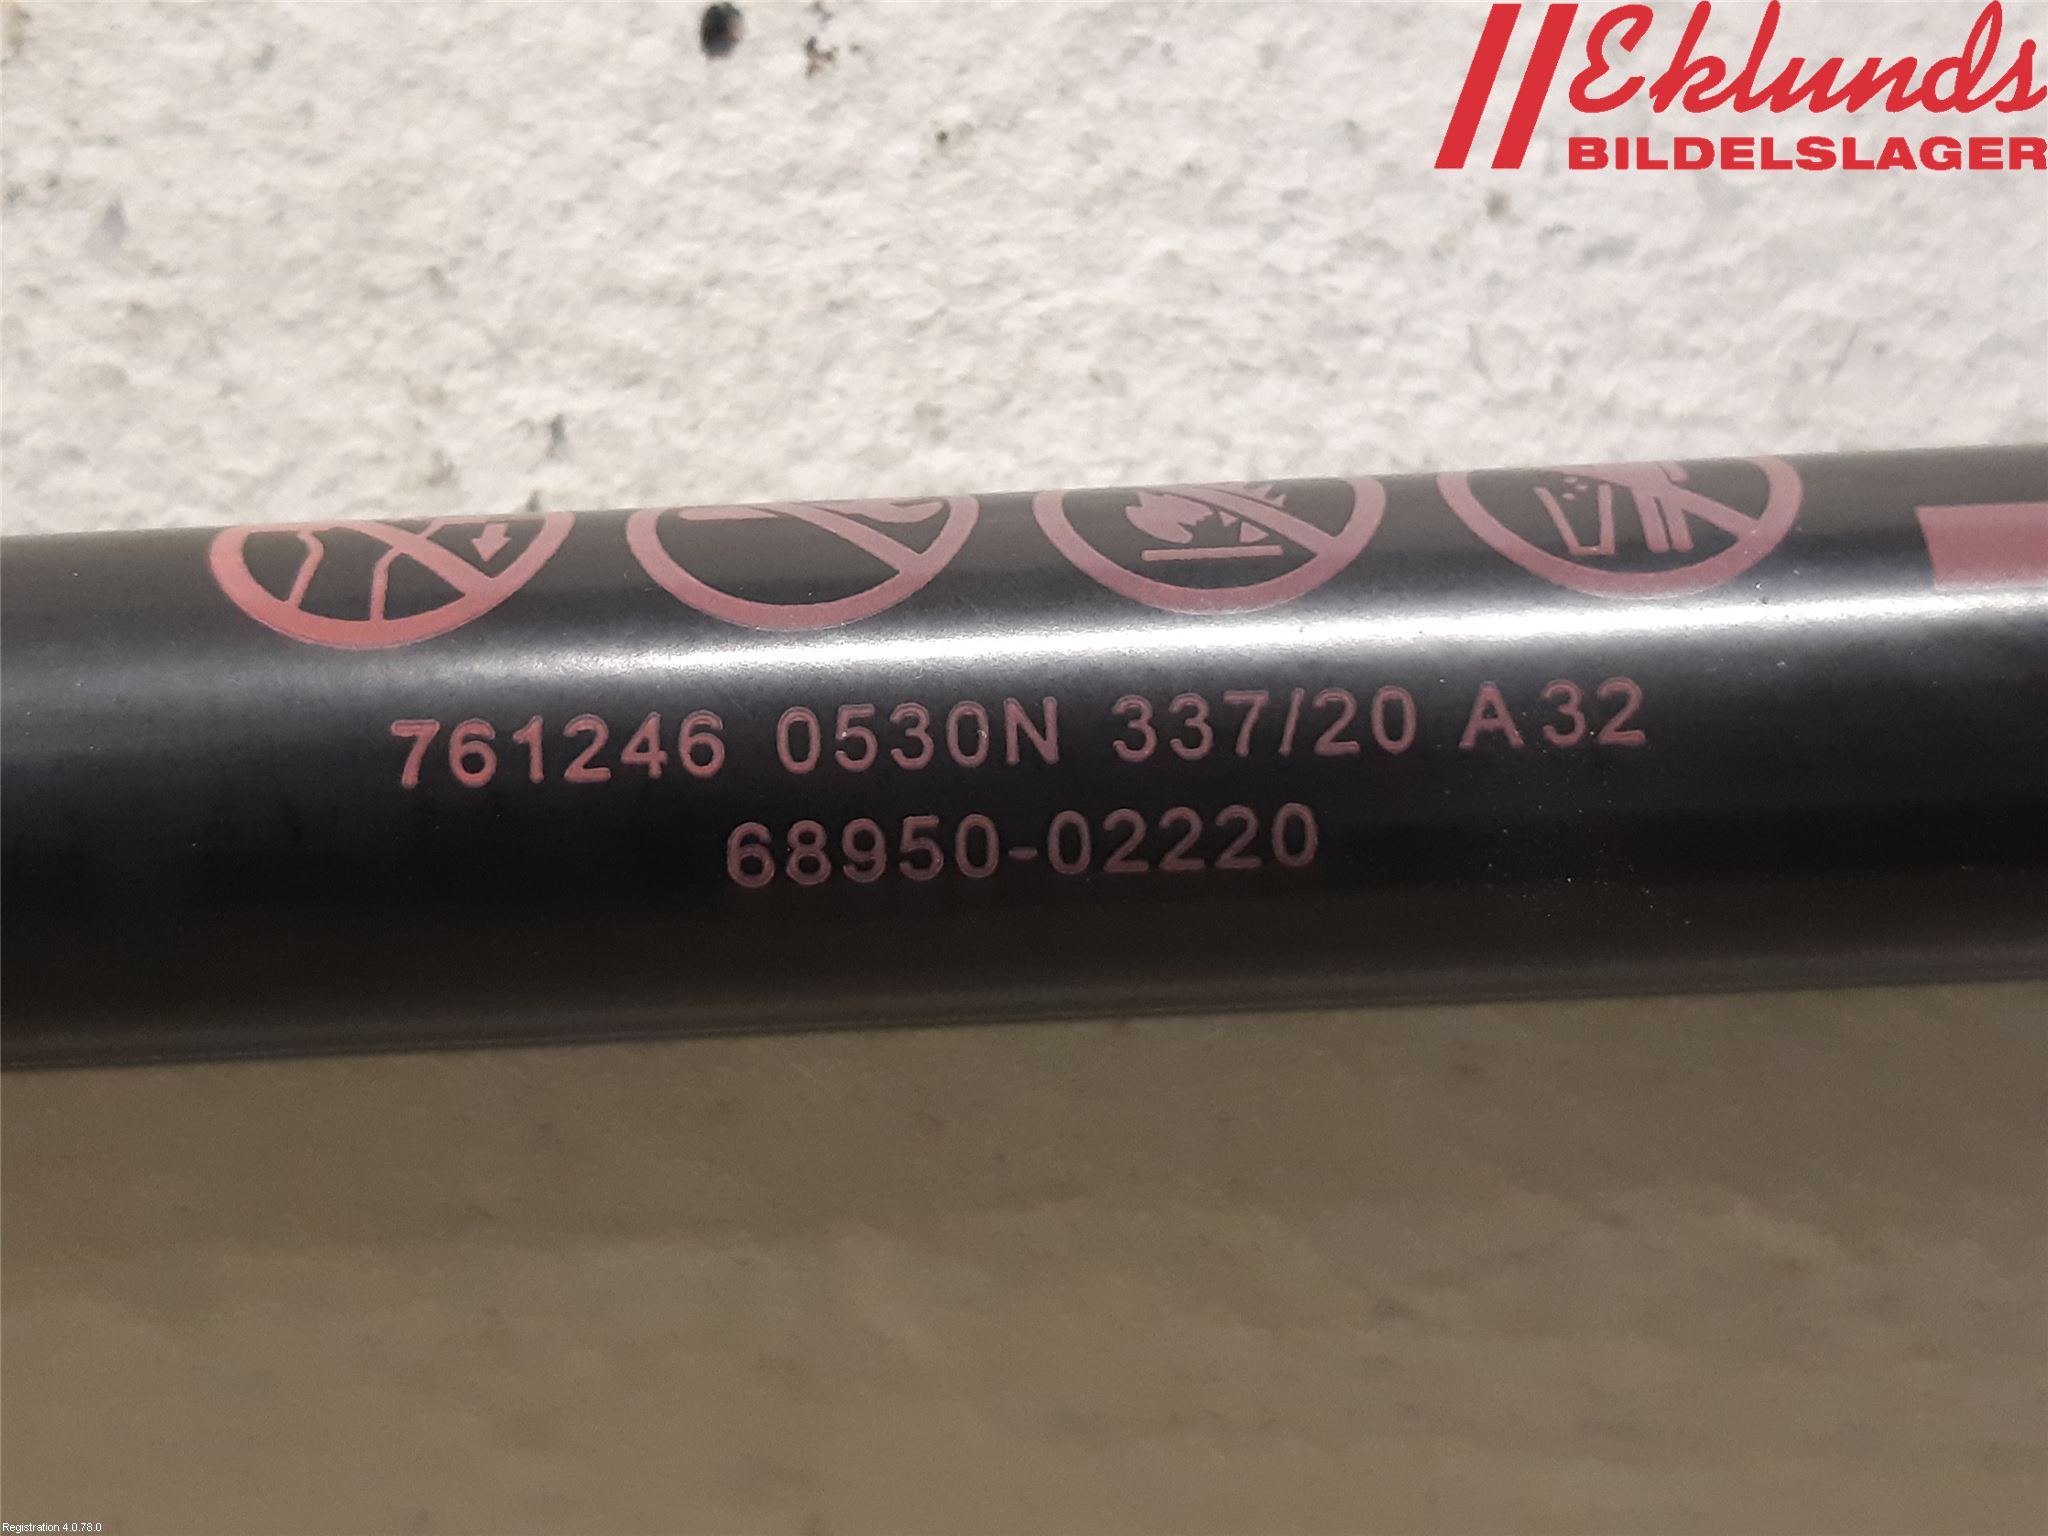 Eklunds
BILDELSLAGER
761246 0530N 337/20 A32
68950-02220
Registration 4.0.78.0